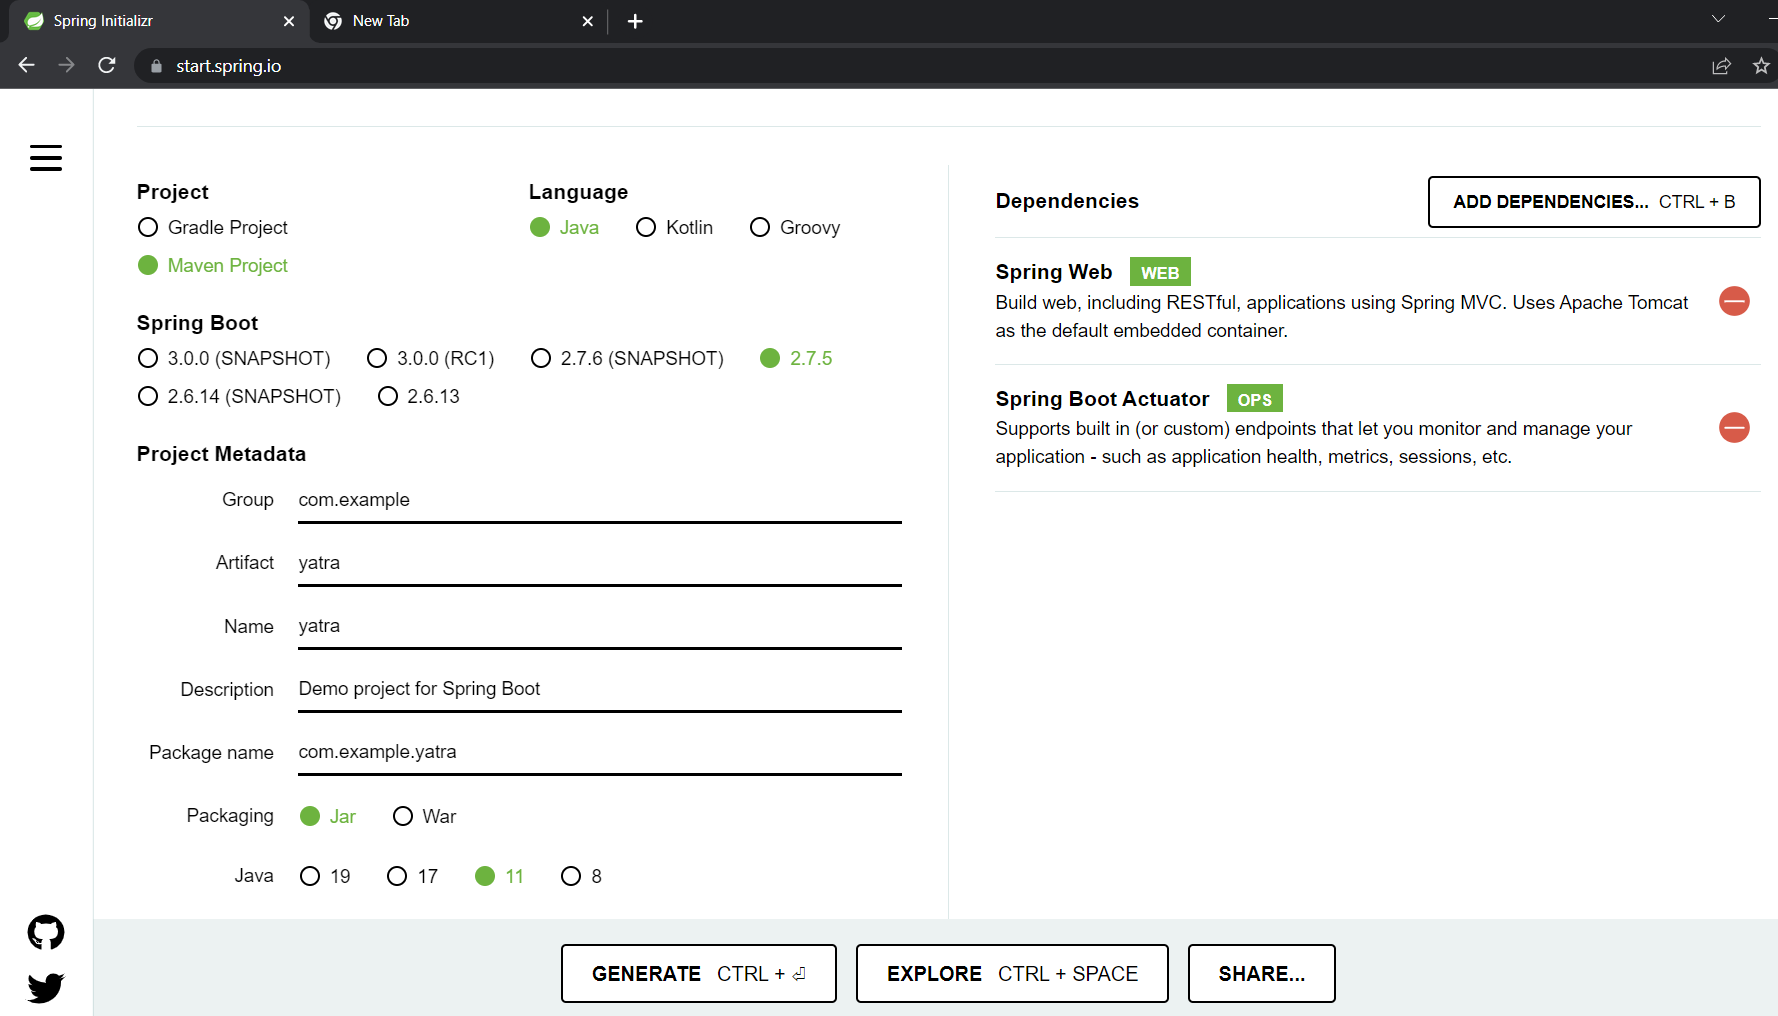 Spring Initializr
New Tab
start.spring.io
Project
Gradle Project
Maven Project
Language
Java Kotlin Groovy
Spring Boot
3.0.0 (SNAPSHOT) 3.0.0 (RC1) 2.7.6 (SNAPSHOT) 2.7.5
2.6.14 (SNAPSHOT) 2.6.13
Project Metadata
Group com.example
Artifact yatra
Name yatra
Description Demo project for Spring Boot
Package name com.example.yatra
Packaging Jar War
Java 19 17 11 8
Dependencies
ADD DEPENDENCIES... CTRL + B
Spring Web WEB
Build web, including RESTful, applications using Spring MVC. Uses Apache Tomcat
as the default embedded container.
Spring Boot Actuator OPS
Supports built in (or custom) endpoints that let you monitor and manage your
application - such as application health, metrics, sessions, etc.
GENERATE CTRL + ⏎
EXPLORE CTRL + SPACE
SHARE...